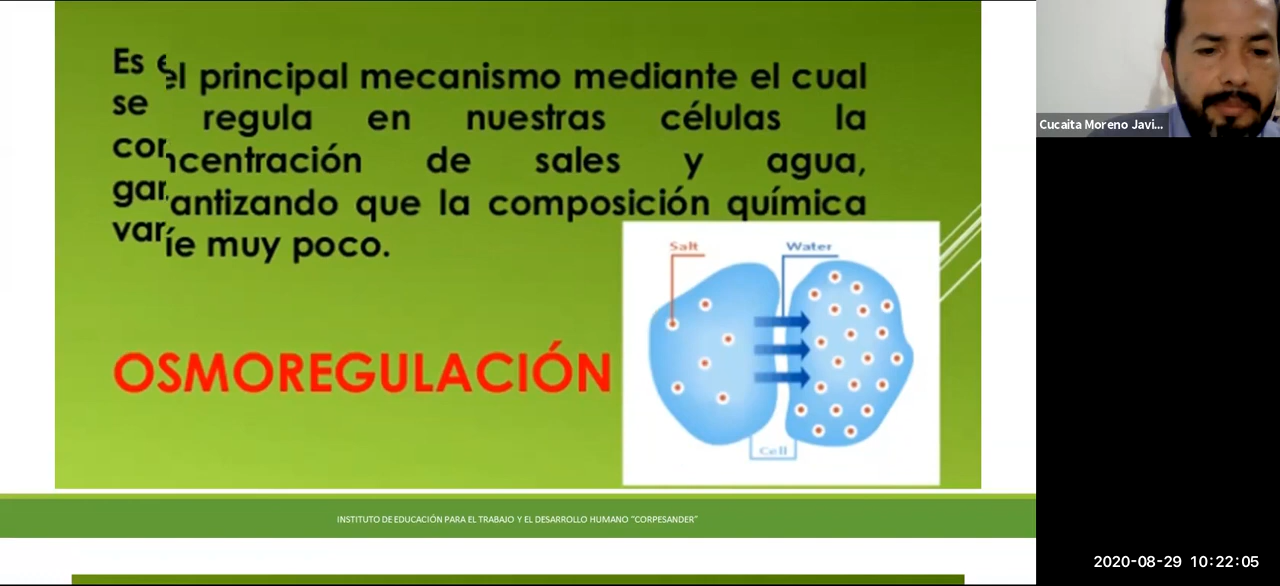 Es el principal mecanismo mediante el cual
se regula en nuestras células la
concentración de sales y agua,
garantizando que la composición química
varíe muy poco.
Salt
Water
OSMOREGULACIÓN
Cell
INSTITUTO DE EDUCACIÓN PARA EL TRABAJO Y EL DESARROLLO HUMANO "CORPESANDER"
Cucaita Moreno Javi...
2020-08-29 10:22:05